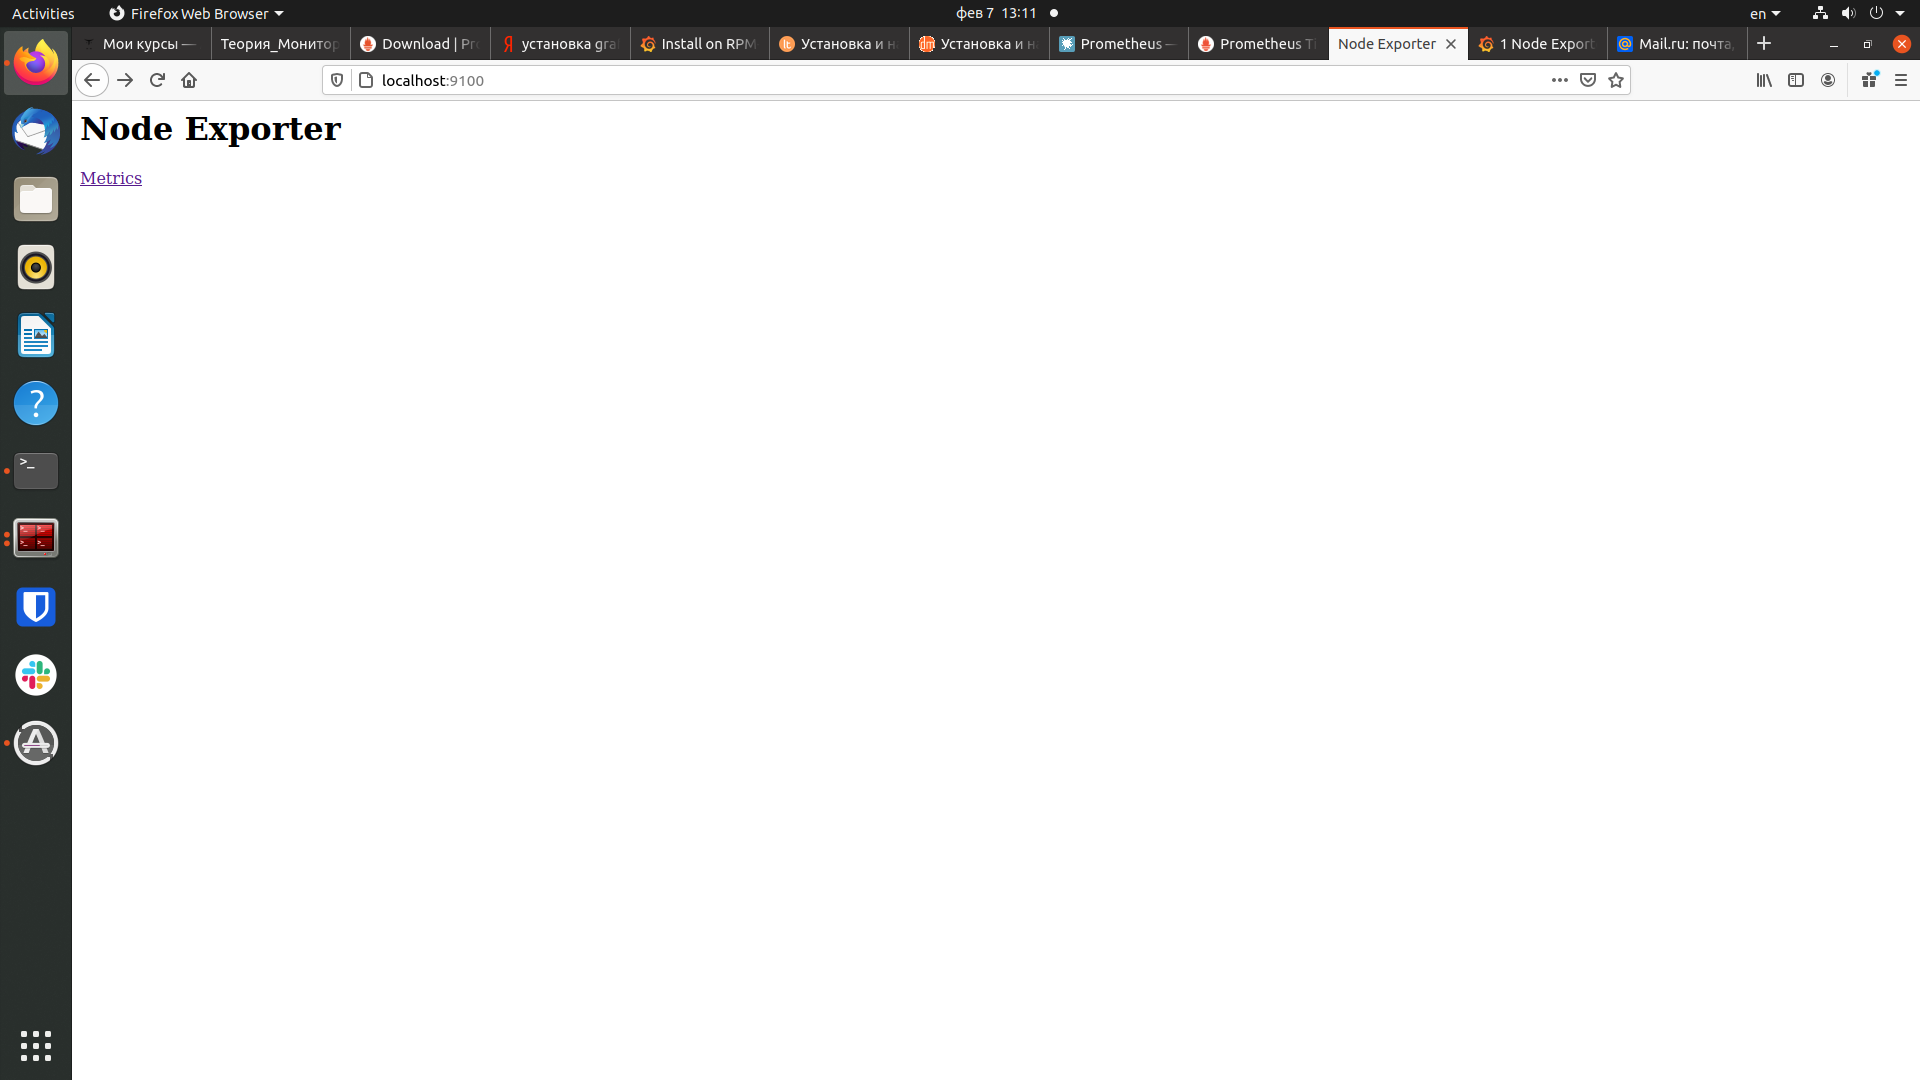 Activities
Firefox Web Browser
фев 7 13:11
en
Мои курсы —
Теория_Монитор
Download | Pr
установка gra
Install on RPM
Установка и н
Установка и н
Prometheus —
Prometheus Ti
Node Exporter
1 Node Export
Mail.ru: почта,
localhost:9100
Node Exporter
Metrics